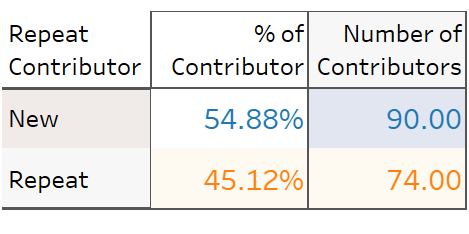 Repeat Contributor % of Contributor Number of Contributors
New 54.88% 90.00
Repeat 45.12% 74.00